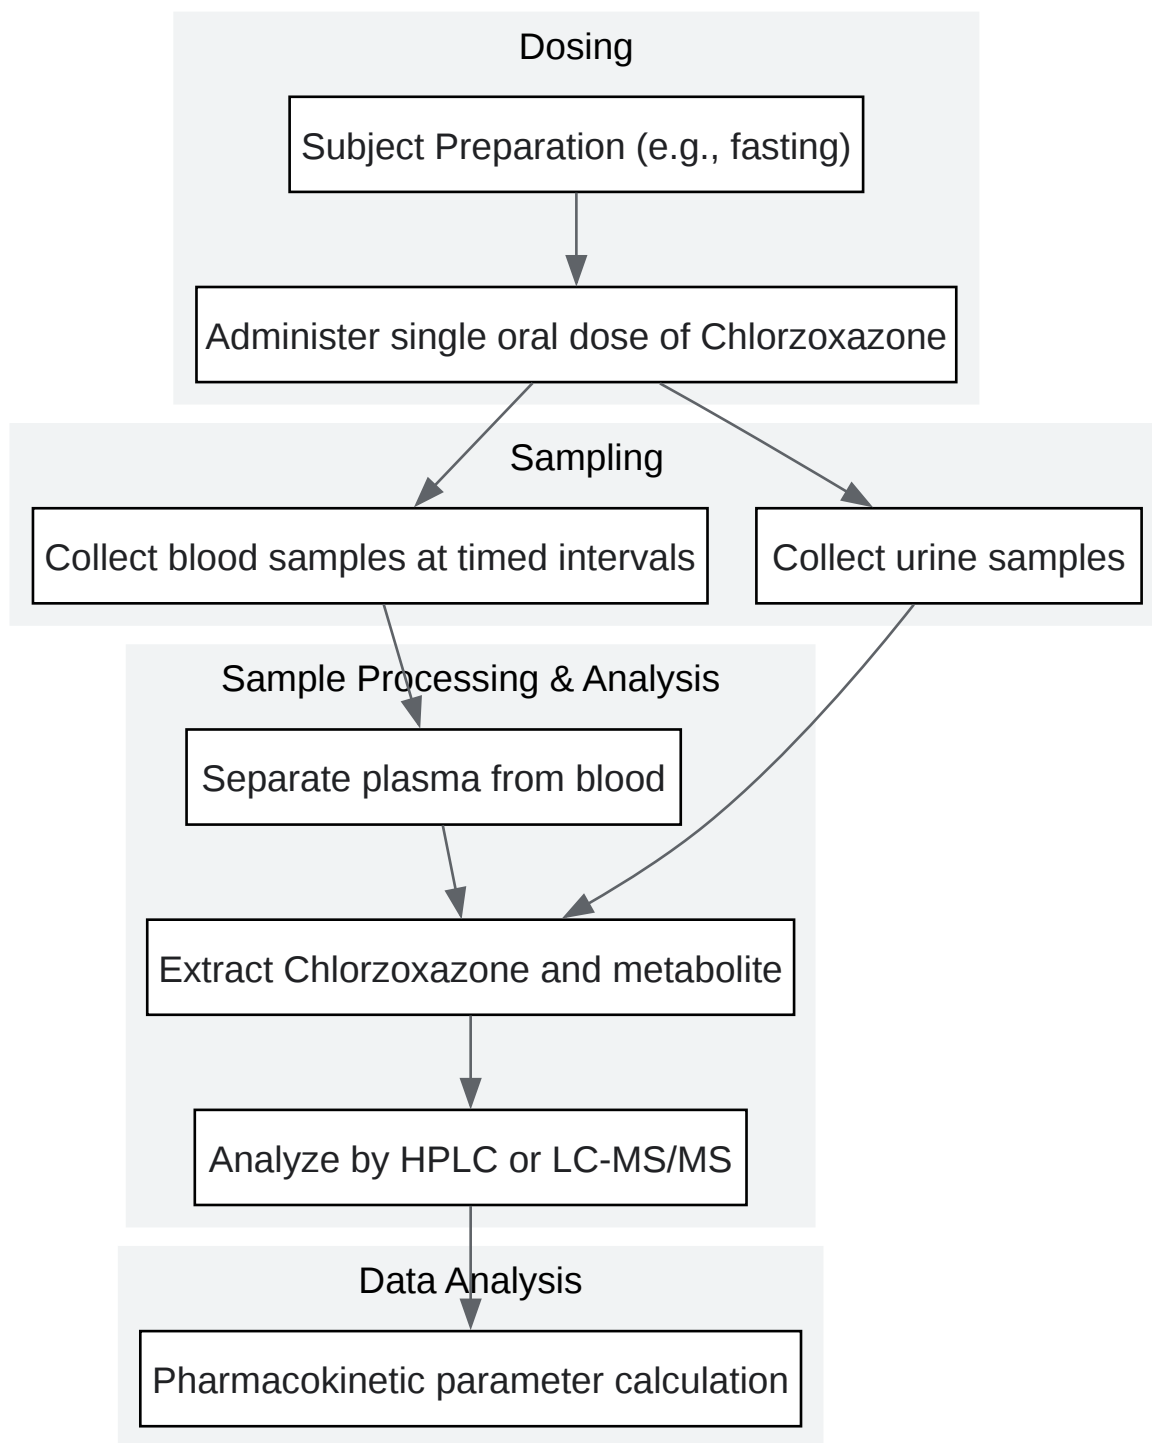 Dosing
Subject Preparation (e.g., fasting)
Administer single oral dose of Chlorzoxazone
Sampling
Collect blood samples at timed intervals
Collect urine samples
Sample Processing & Analysis
Separate plasma from blood
Extract Chlorzoxazone and metabolite
Analyze by HPLC or LC-MS/MS
Data Analysis
Pharmacokinetic parameter calculation